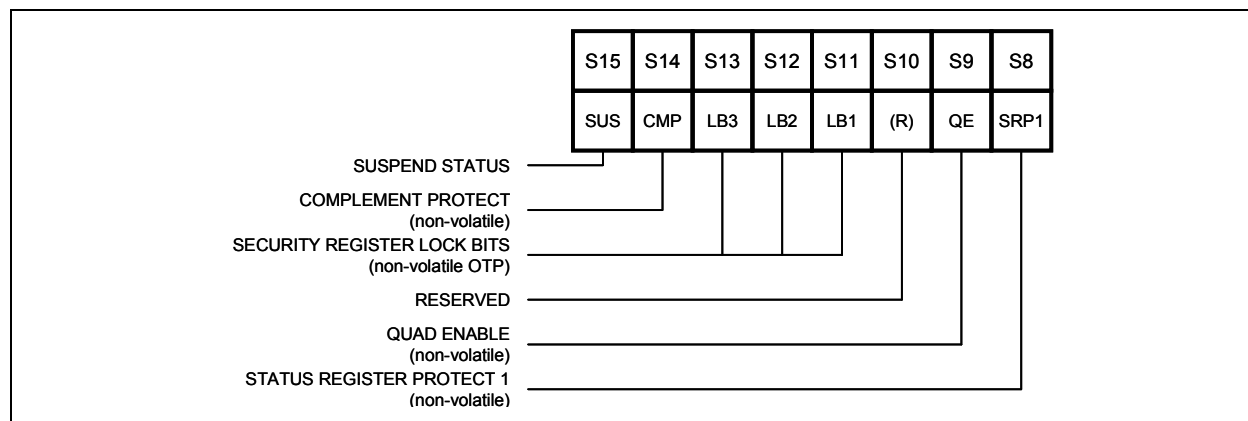 S15 S14 S13 S12 S11 S10 S9 S8
SUS CMP LB3 LB2 LB1 (R) QE SRP1
SUSPEND STATUS
COMPLEMENT PROTECT
(non-volatile)
SECURITY REGISTER LOCK BITS
(non-volatile OTP)
RESERVED
QUAD ENABLE
(non-volatile)
STATUS REGISTER PROTECT 1
(non-volatile)